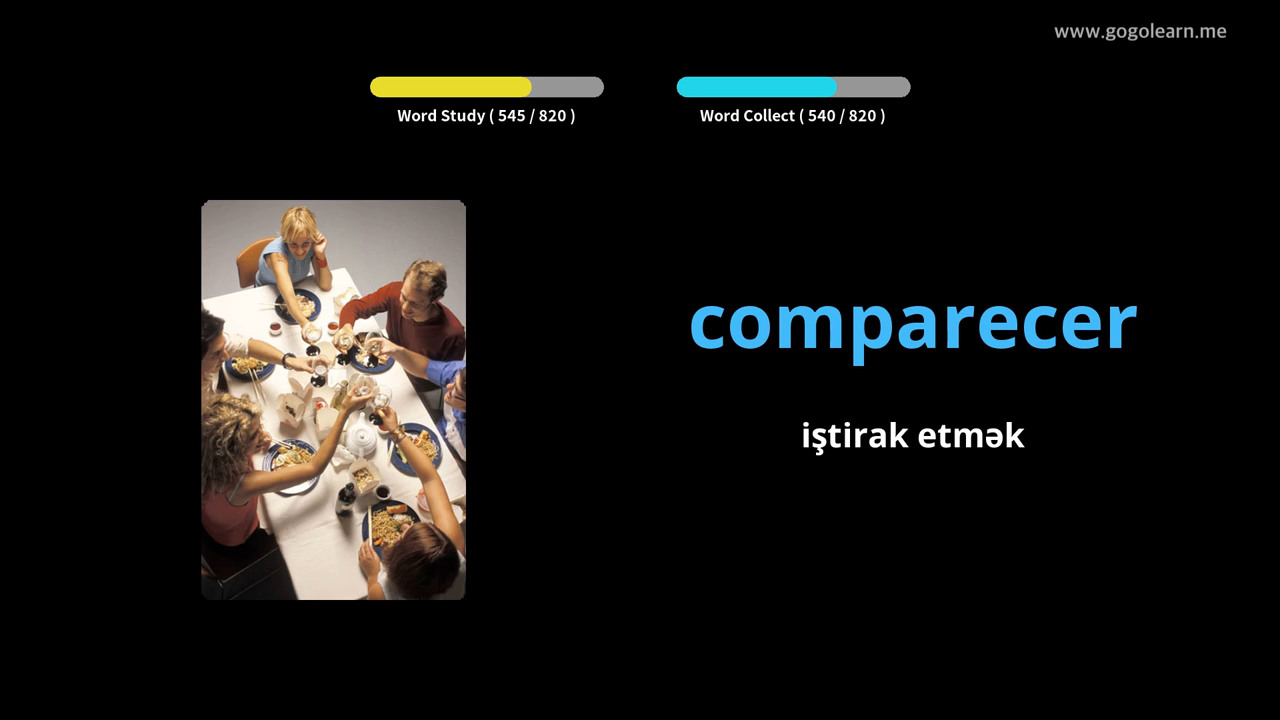 www.gogolearn.me
Word Study ( 545 / 820 )
Word Collect ( 540 / 820 )
comparecer
iştirak etmək